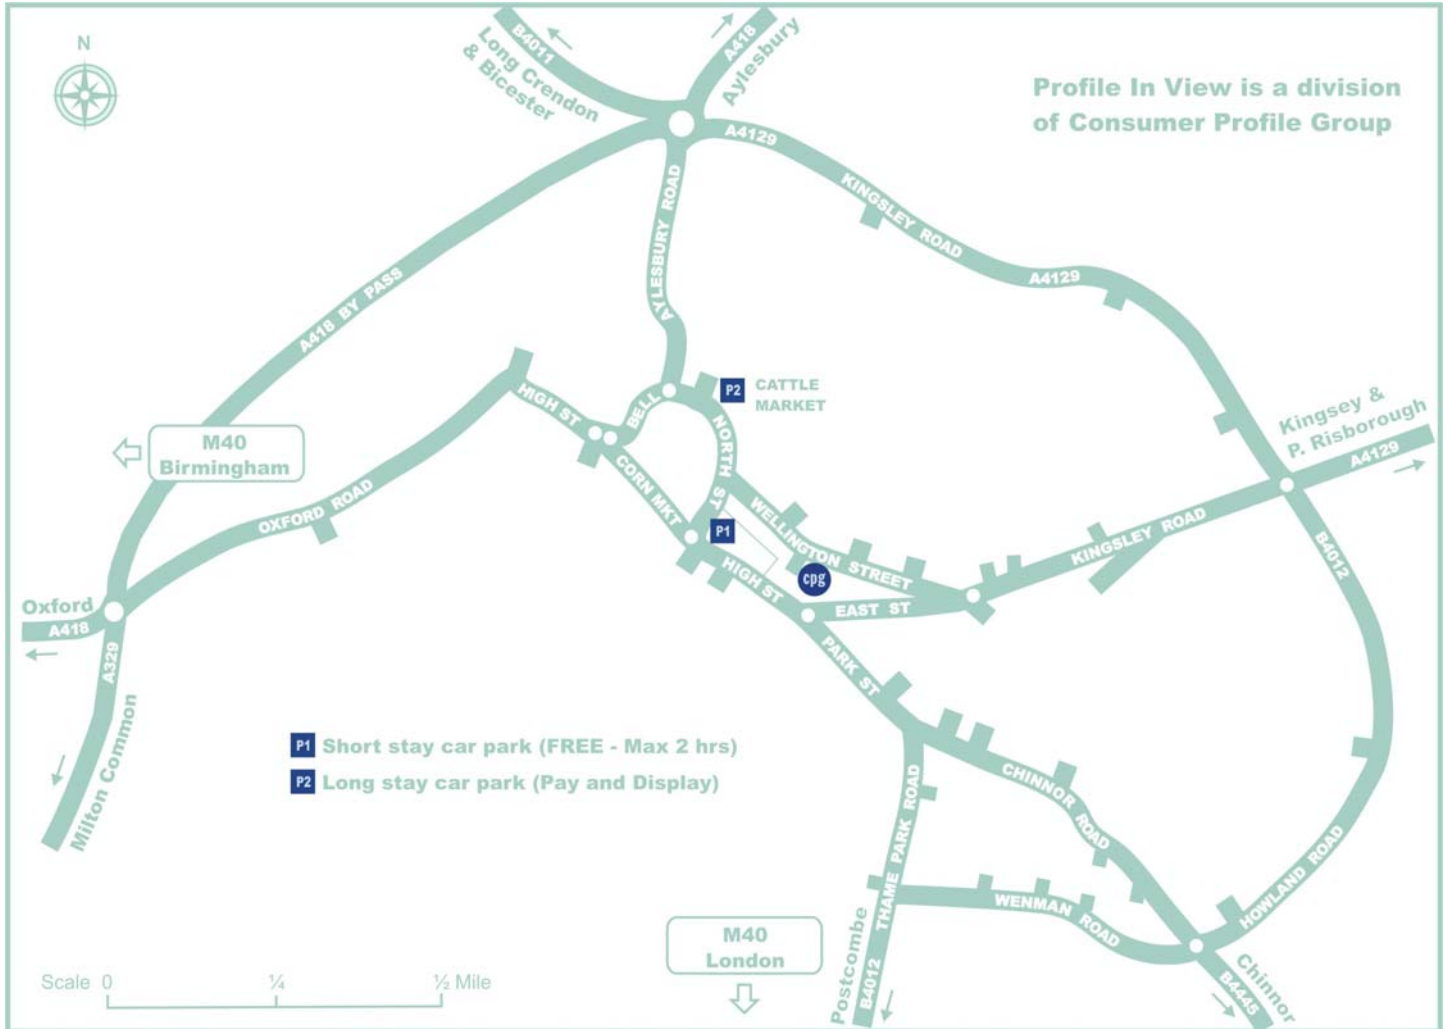 N
B4011
Long Crendon
& Bicester
A418
Aylesbury
Profile In View is a division
of Consumer Profile Group
A4129
KINGSLEY ROAD
A4129
AYLESBURY ROAD
A418 BY PASS
HIGH ST
BELL
P2
CATTLE
MARKET
NORTH ST
Kingsey &
P. Risborough
A4129
M40
Birmingham
OXFORD ROAD
CORN MKT
P1
WELLINGTON STREET
KINGSLEY ROAD
B4012
HIGH ST
cpg
EAST ST
Oxford
A418
A329
Milton Common
PARK ST
P1 Short stay car park (FREE - Max 2 hrs)
P2 Long stay car park (Pay and Display)
CHINNOR ROAD
THAME PARK ROAD
HOWLAND ROAD
WENMAN ROAD
M40
London
Postcombe
B4012
Chinnor
B4445
Scale 0 ¼ ½ Mile